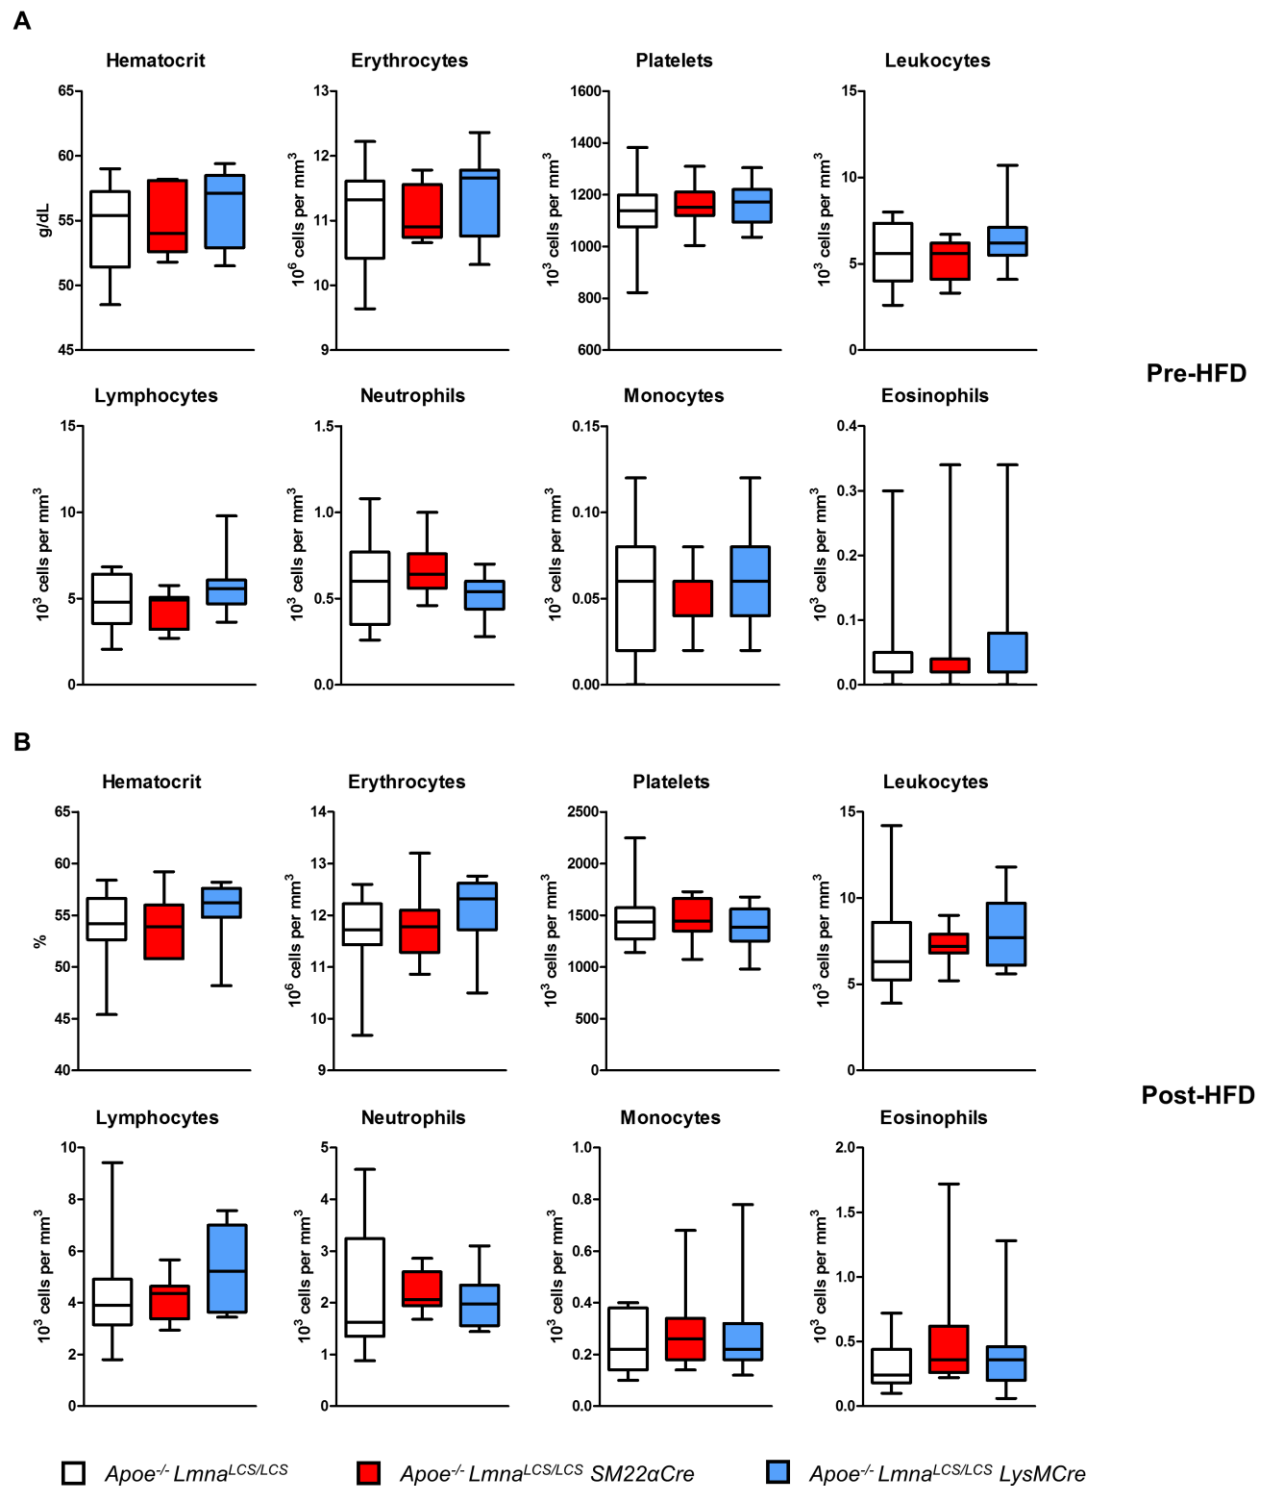 A
Hematocrit Erythrocytes Platelets Leukocytes
65 60 55 50 45 g/dL
13 12 11 10 9 10⁶ cells per mm³
1600 1400 1200 1000 800 600 10³ cells per mm³
15 10 5 0 10³ cells per mm³
Pre-HFD
Lymphocytes Neutrophils Monocytes Eosinophils
15 10 5 0 10³ cells per mm³
1.5 1.0 0.5 0.0 10³ cells per mm³
0.15 0.10 0.05 0.00 10³ cells per mm³
0.4 0.3 0.2 0.1 0.0 10³ cells per mm³
B
Hematocrit Erythrocytes Platelets Leukocytes
65 60 55 50 45 40 %
14 13 12 11 10 9 10⁶ cells per mm³
2500 2000 1500 1000 500 0 10³ cells per mm³
15 10 5 0 10³ cells per mm³
Post-HFD
Lymphocytes Neutrophils Monocytes Eosinophils
10 8 6 4 2 0 10³ cells per mm³
5 4 3 2 1 0 10³ cells per mm³
1.0 0.8 0.6 0.4 0.2 0.0 10³ cells per mm³
2.0 1.5 1.0 0.5 0.0 10³ cells per mm³
Apoe⁻/⁻ Lmna^LCS/LCS Apoe⁻/⁻ Lmna^LCS/LCS SM22αCre Apoe⁻/⁻ Lmna^LCS/LCS LysMCre